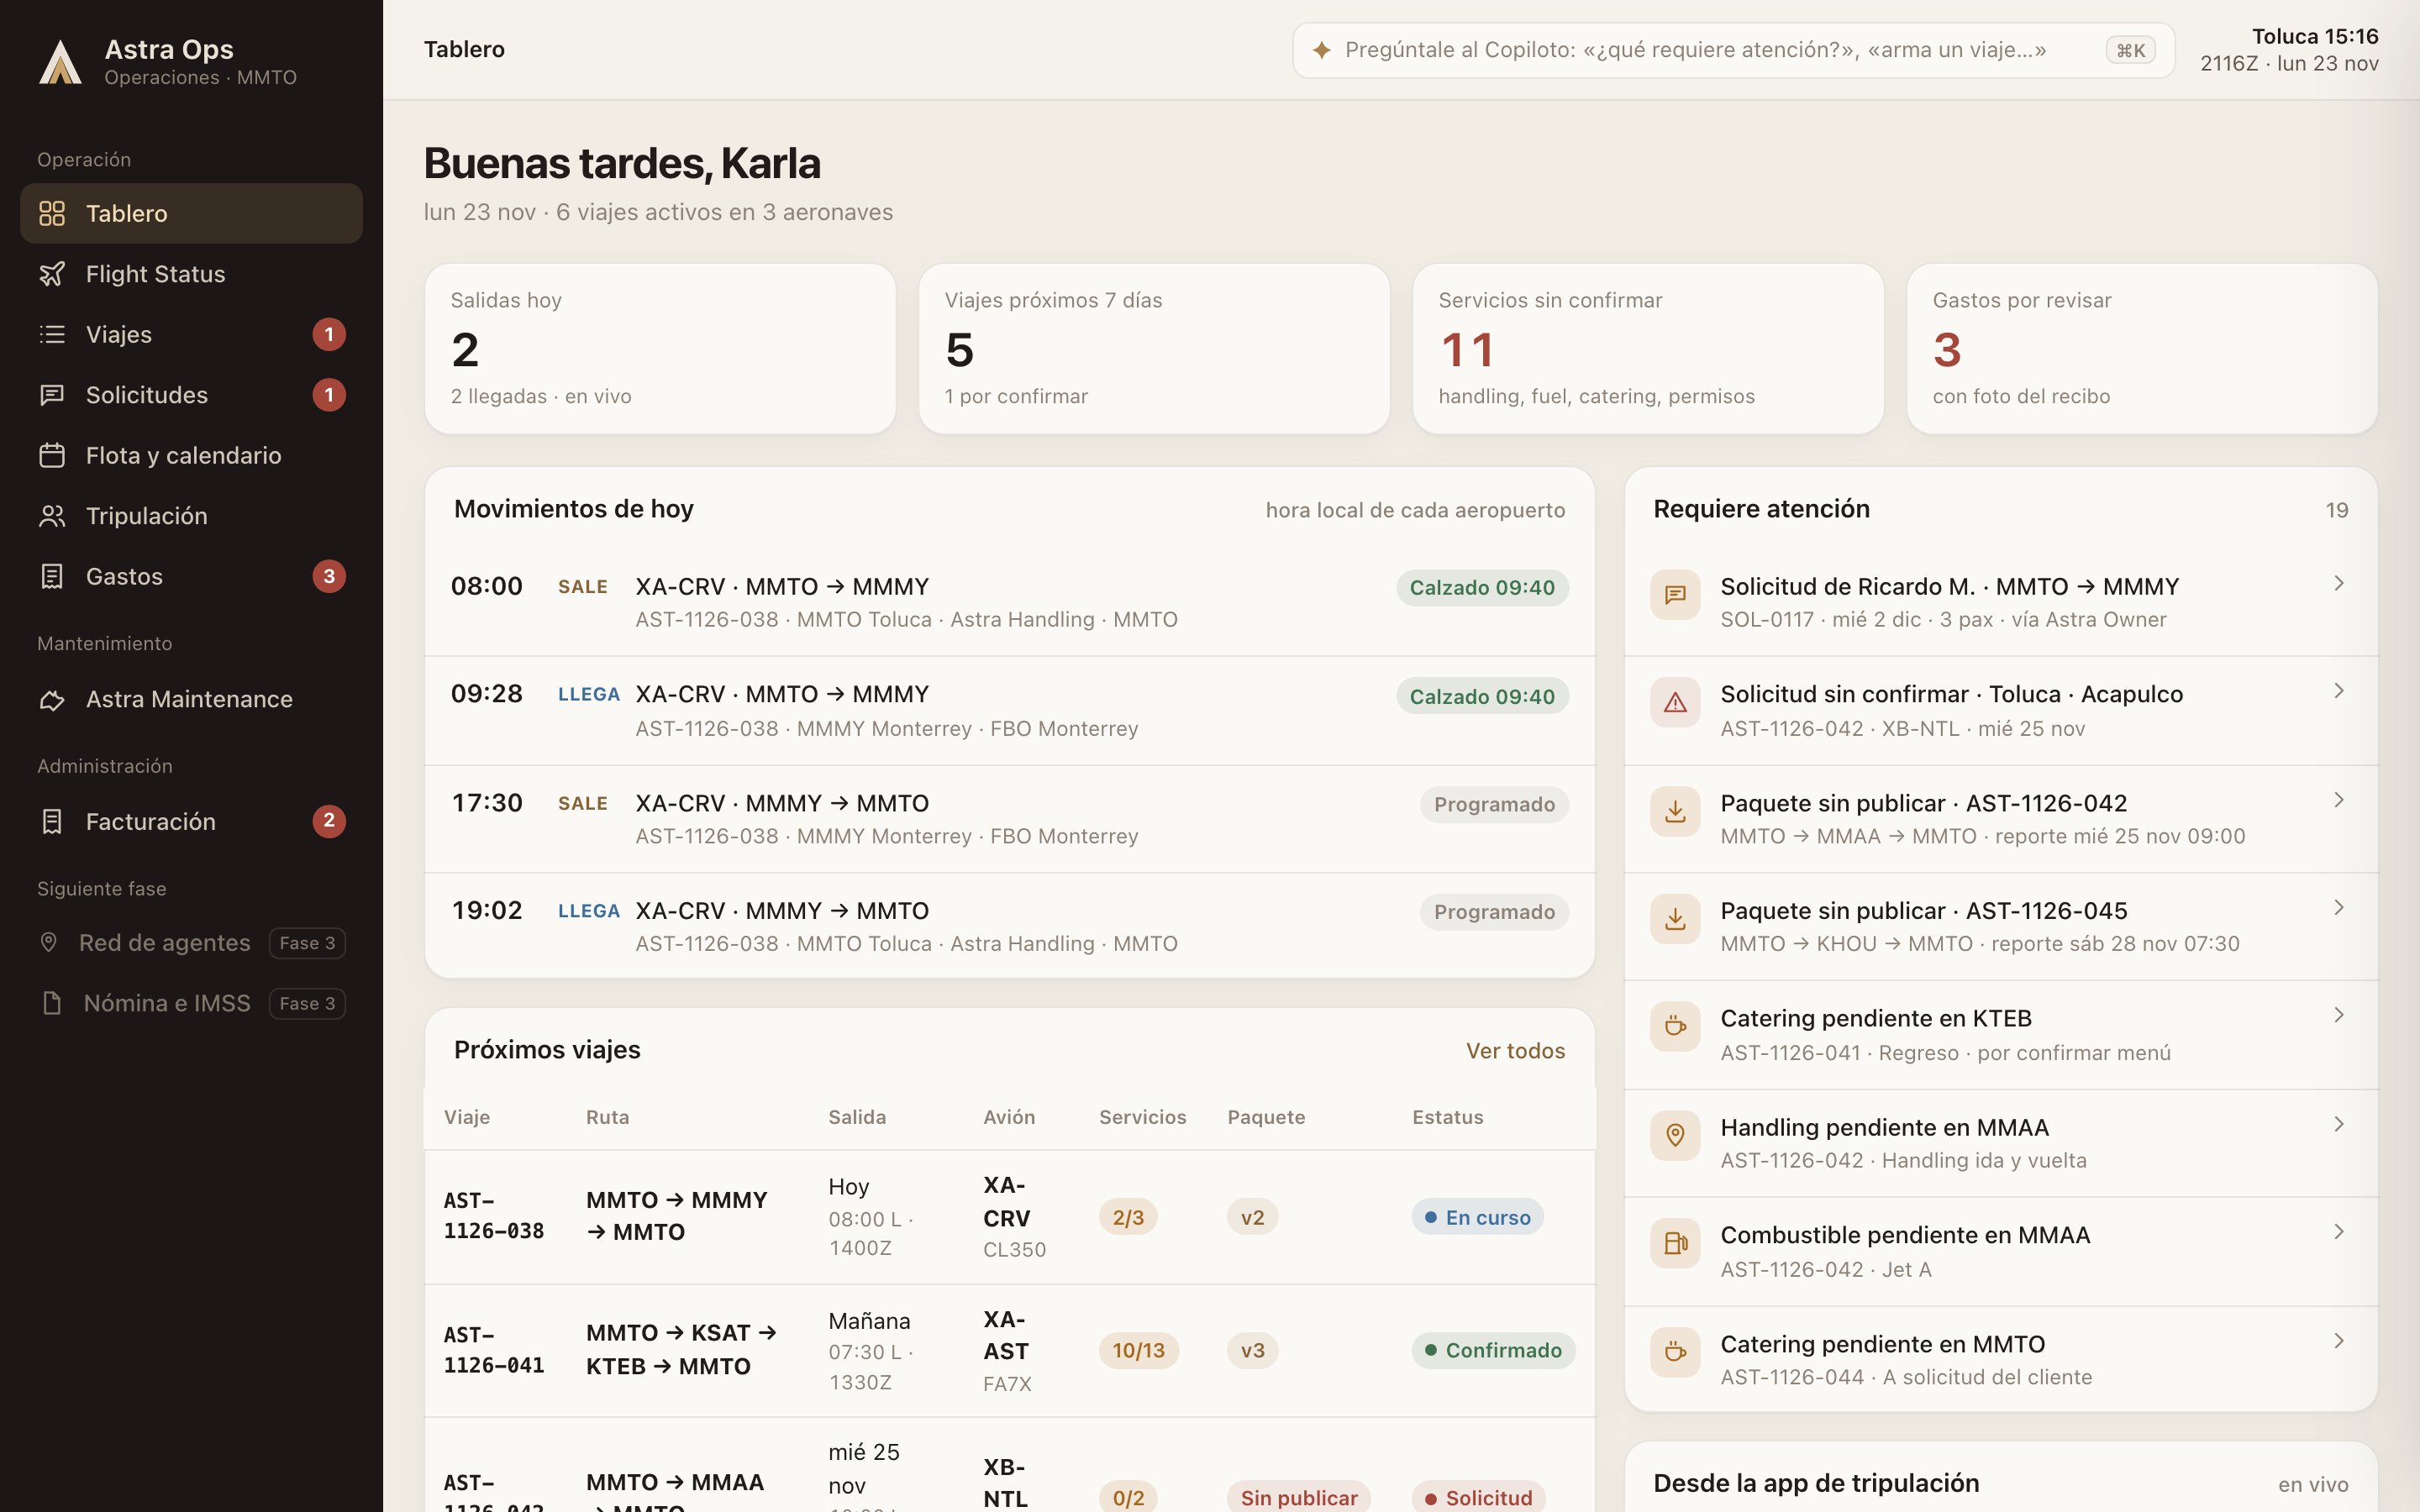 Astra Ops
Operaciones · MMTO
Operación
Tablero
Flight Status
Viajes 1
Solicitudes 1
Flota y calendario
Tripulación
Gastos 3
Mantenimiento
Astra Maintenance
Administración
Facturación 2
Siguiente fase
Red de agentes Fase 3
Nómina e IMSS Fase 3
Tablero
Pregúntale al Copiloto: «¿qué requiere atención?», «arma un viaje…» ⌘K
Toluca 15:16
2116Z · lun 23 nov
Buenas tardes, Karla
lun 23 nov · 6 viajes activos en 3 aeronaves
Salidas hoy
2
2 llegadas · en vivo
Viajes próximos 7 días
5
1 por confirmar
Servicios sin confirmar
11
handling, fuel, catering, permisos
Gastos por revisar
3
con foto del recibo
Movimientos de hoy
hora local de cada aeropuerto
08:00 SALE XA-CRV · MMTO → MMMY Calzado 09:40
AST-1126-038 · MMTO Toluca · Astra Handling · MMTO
09:28 LLEGA XA-CRV · MMTO → MMMY Calzado 09:40
AST-1126-038 · MMMY Monterrey · FBO Monterrey
17:30 SALE XA-CRV · MMMY → MMTO Programado
AST-1126-038 · MMMY Monterrey · FBO Monterrey
19:02 LLEGA XA-CRV · MMMY → MMTO Programado
AST-1126-038 · MMTO Toluca · Astra Handling · MMTO
Próximos viajes
Ver todos
Viaje Ruta Salida Avión Servicios Paquete Estatus
AST-
1126-038
MMTO → MMMY
→ MMTO
Hoy
08:00 L ·
1400Z
XA-
CRV
CL350
2/3
v2
En curso
AST-
1126-041
MMTO → KSAT →
KTEB → MMTO
Mañana
07:30 L ·
1330Z
XA-
AST
FA7X
10/13
v3
Confirmado
AST-
MMTO → MMAA
mié 25
nov
XB-
NTL
0/2
Sin publicar
Solicitud
Requiere atención 19
Solicitud de Ricardo M. · MMTO → MMMY
SOL-0117 · mié 2 dic · 3 pax · vía Astra Owner
Solicitud sin confirmar · Toluca · Acapulco
AST-1126-042 · XB-NTL · mié 25 nov
Paquete sin publicar · AST-1126-042
MMTO → MMAA → MMTO · reporte mié 25 nov 09:00
Paquete sin publicar · AST-1126-045
MMTO → KHOU → MMTO · reporte sáb 28 nov 07:30
Catering pendiente en KTEB
AST-1126-041 · Regreso · por confirmar menú
Handling pendiente en MMAA
AST-1126-042 · Handling ida y vuelta
Combustible pendiente en MMAA
AST-1126-042 · Jet A
Catering pendiente en MMTO
AST-1126-044 · A solicitud del cliente
Desde la app de tripulación
en vivo